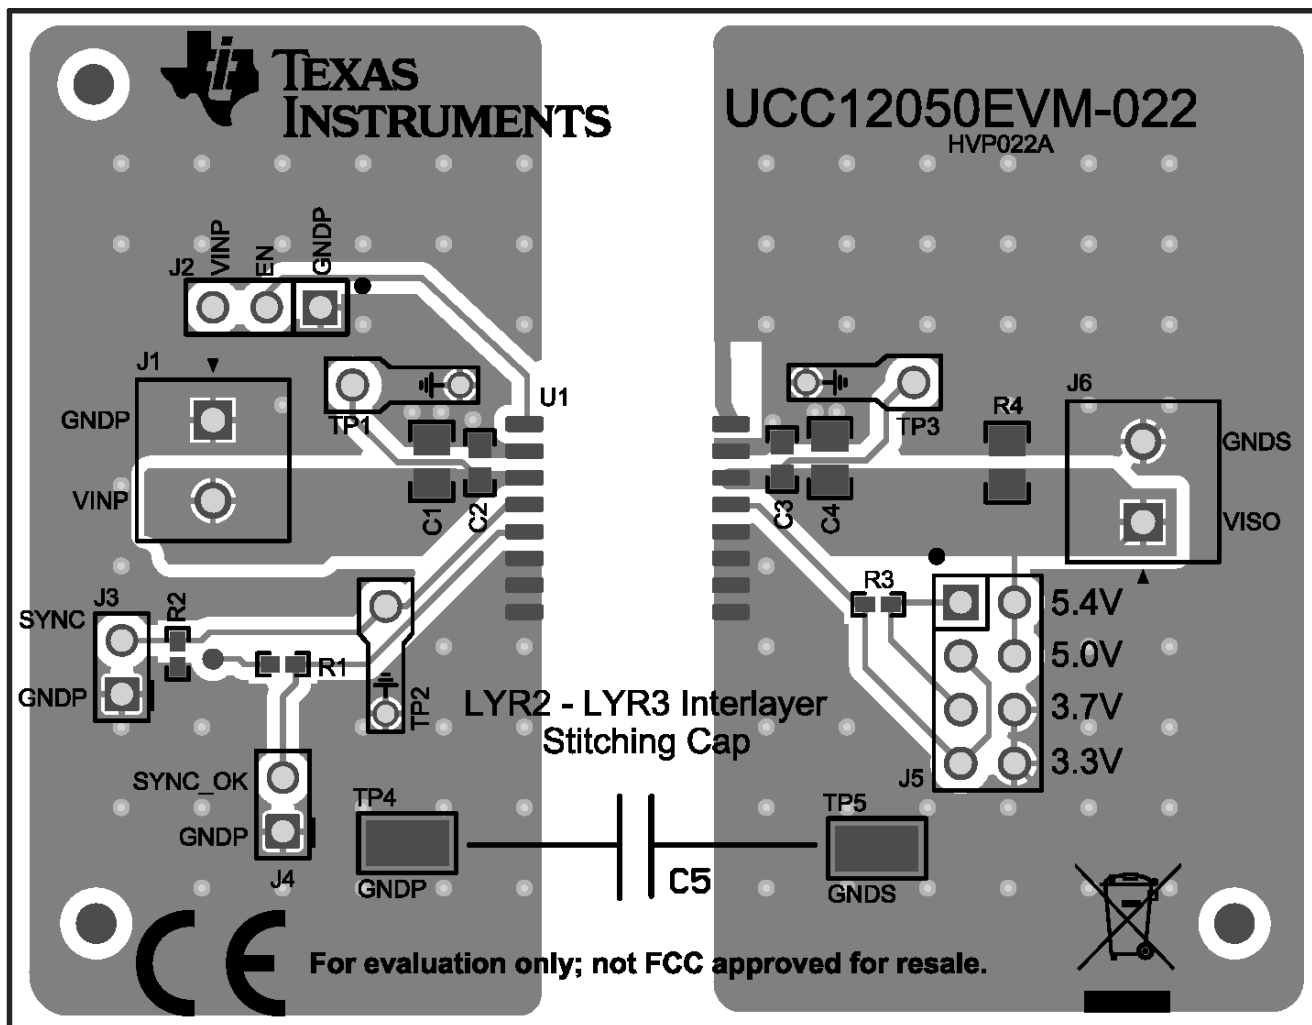 TEXAS
INSTRUMENTS
UCC12050EVM-022
HVP022A
J2
VINP
EN
GNDP
J1
GNDP
VINP
TP1
C1
C2
U1
TP3
C3
C4
R4
J6
GNDS
VISO
J3
SYNC
GNDP
R2
R1
TP2
R3
5.4V
5.0V
3.7V
3.3V
J5
LYR2 - LYR3 Interlayer
Stitching Cap
SYNC_OK
GNDP
J4
TP4
GNDP
C5
TP5
GNDS
CE
For evaluation only; not FCC approved for resale.